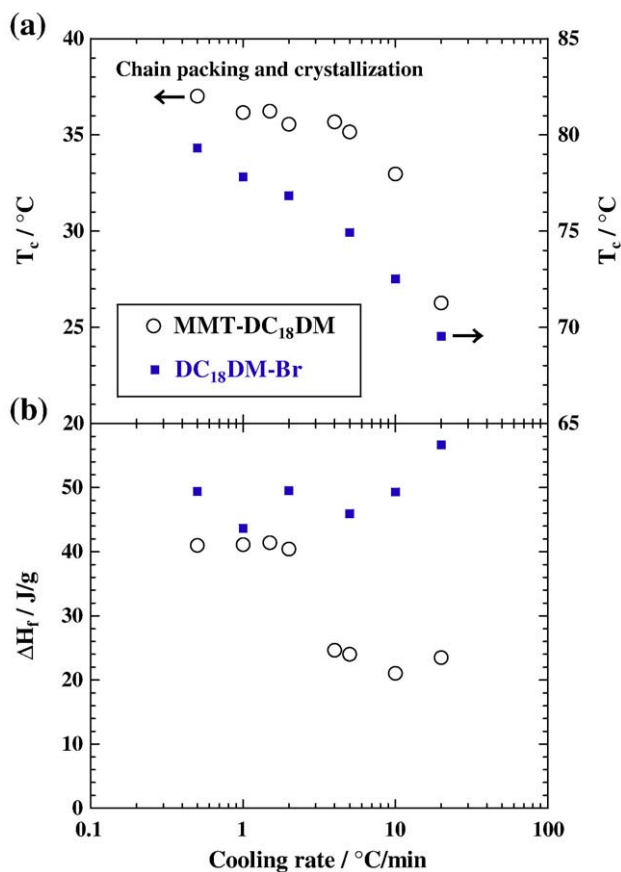 (a)
40
85
Chain packing and crystallization
35
80
T_c / °C
30
75
T_c / °C
MMT-DC₁₈DM
DC₁₈DM-Br
25
70
(b)
20
65
50
40
ΔH_f / J/g
30
20
10
0
0.1
1
10
100
Cooling rate / °C/min